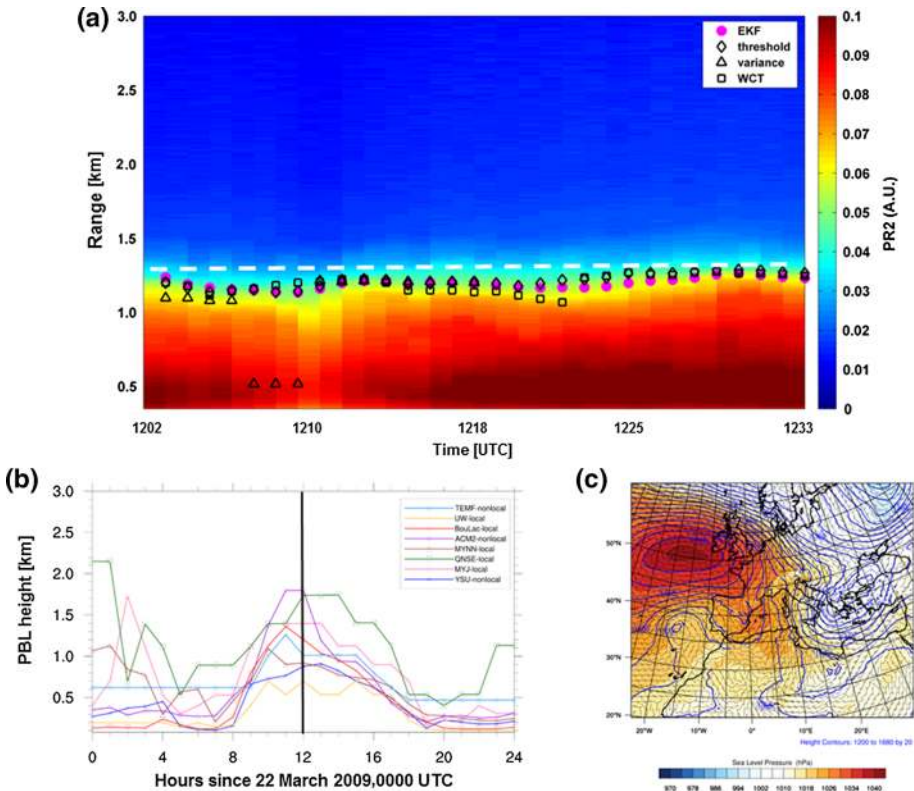 (a)
3.0
2.5
2.0
1.5
1.0
0.5
Range [km]
EKF
threshold
variance
WCT
1202
1210
1218
1225
1233
Time [UTC]
0.1
0.09
0.08
0.07
0.06
0.05
0.04
0.03
0.02
0.01
0
PR2 (A.U.)
(b)
3.0
2.5
2.0
1.5
1.0
0.5
PBL height [km]
TEMF-nonlocal
UW-local
BouLac-local
ACM2-nonlocal
MYNN-local
QNSE-local
MYJ-local
YSU-nonlocal
0
4
8
12
16
20
24
Hours since 22 March 2009,0000 UTC
(c)
50°N
40°N
30°N
20°N
20°W
10°W
0°
10°E
20°E
Height Contours: 1200 to 1680 by 20
Sea Level Pressure (hPa)
970 978 986 994 1002 1010 1018 1026 1034 1040